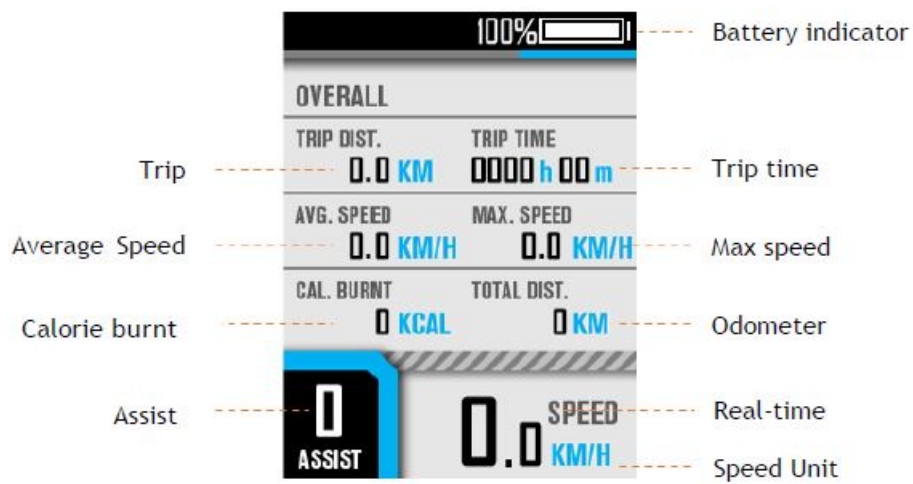 100%
Battery indicator
OVERALL
TRIP DIST. TRIP TIME
Trip 0.0 KM 0000 h 00 m Trip time
AVG. SPEED MAX. SPEED
Average Speed 0.0 KM/H 0.0 KM/H Max speed
CAL. BURNT TOTAL DIST.
Calorie burnt 0 KCAL 0 KM Odometer
Assist 0 ASSIST
0.0 SPEED KM/H
Real-time
Speed Unit